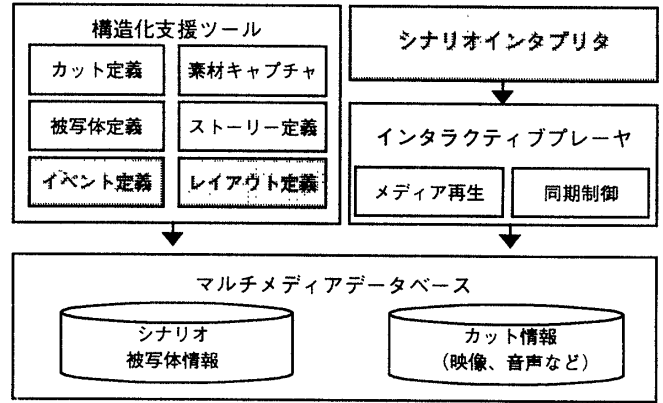 構造化支援ツール
カット定義
素材キャプチャ
被写体定義
ストーリー定義
イベント定義
レイアウト定義
シナリオインタプリタ
インタラクティブプレーヤ
メディア再生
同期制御
マルチメディアデータベース
シナリオ
被写体情報
カット情報
（映像、音声など）